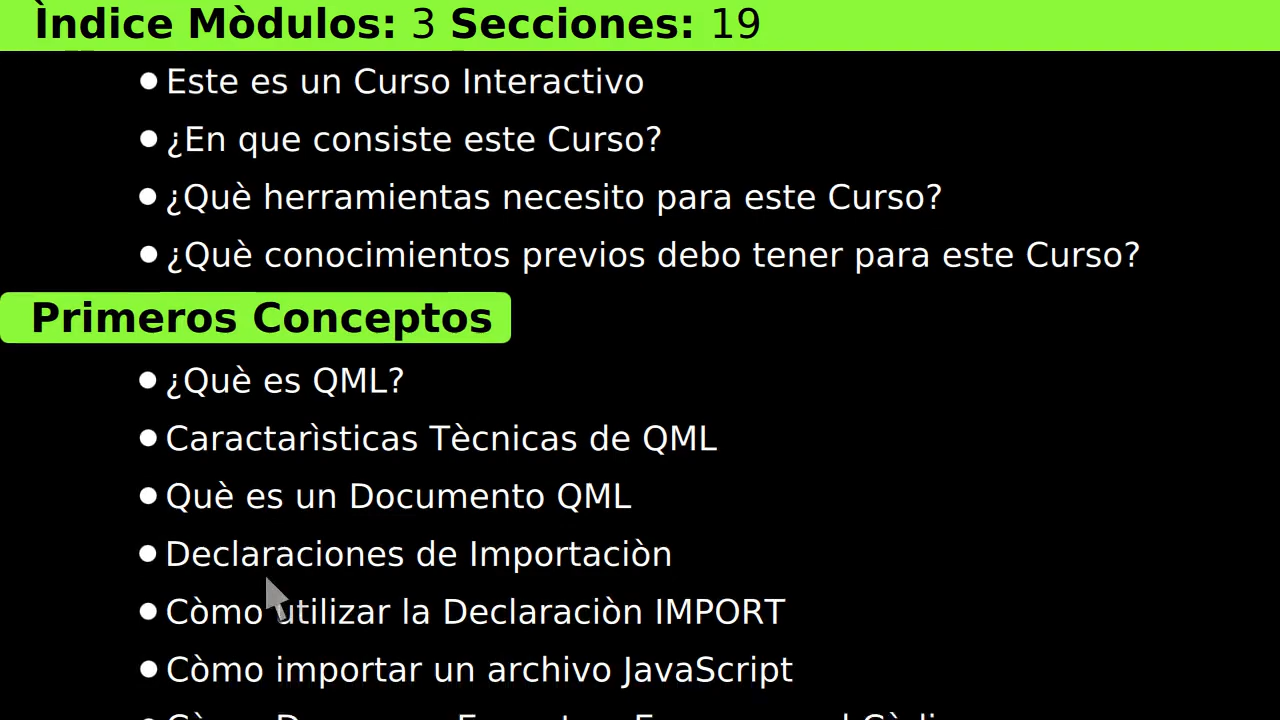 Ìndice Mòdulos: 3 Secciones: 19
Este es un Curso Interactivo
¿En que consiste este Curso?
¿Què herramientas necesito para este Curso?
¿Què conocimientos previos debo tener para este Curso?
Primeros Conceptos
¿Què es QML?
Caractarìsticas Tècnicas de QML
Què es un Documento QML
Declaraciones de Importaciòn
Còmo utilizar la Declaraciòn IMPORT
Còmo importar un archivo JavaScript